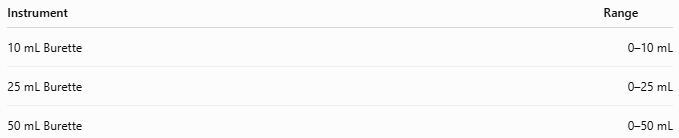 Instrument Range
10 mL Burette 0–10 mL
25 mL Burette 0–25 mL
50 mL Burette 0–50 mL